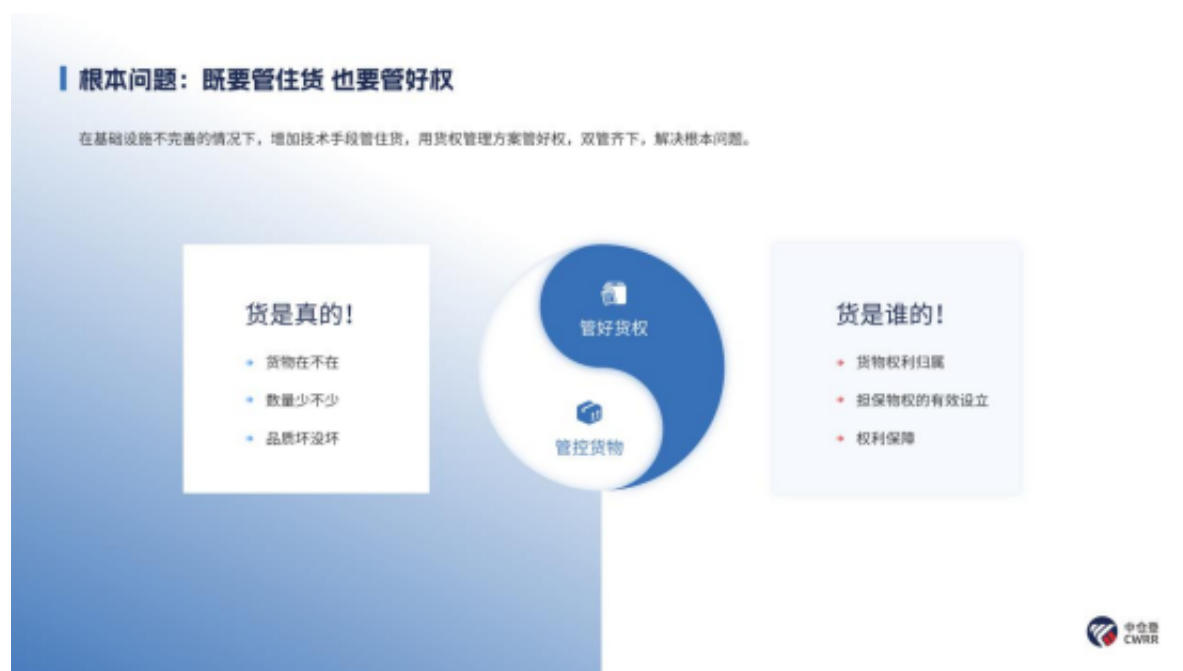 根本问题：既要管住货 也要管好权
在基础设施不完善的情况下，增加技术手段管住货，用货权管理方案管好权，双管齐下，解决根本问题。
货是真的！
货物在不在
数量少不少
品质坏没坏
管好货权
管控货物
货是谁的！
货物权利归属
担保物权的有效设立
权利保障
中仓登
CWRR